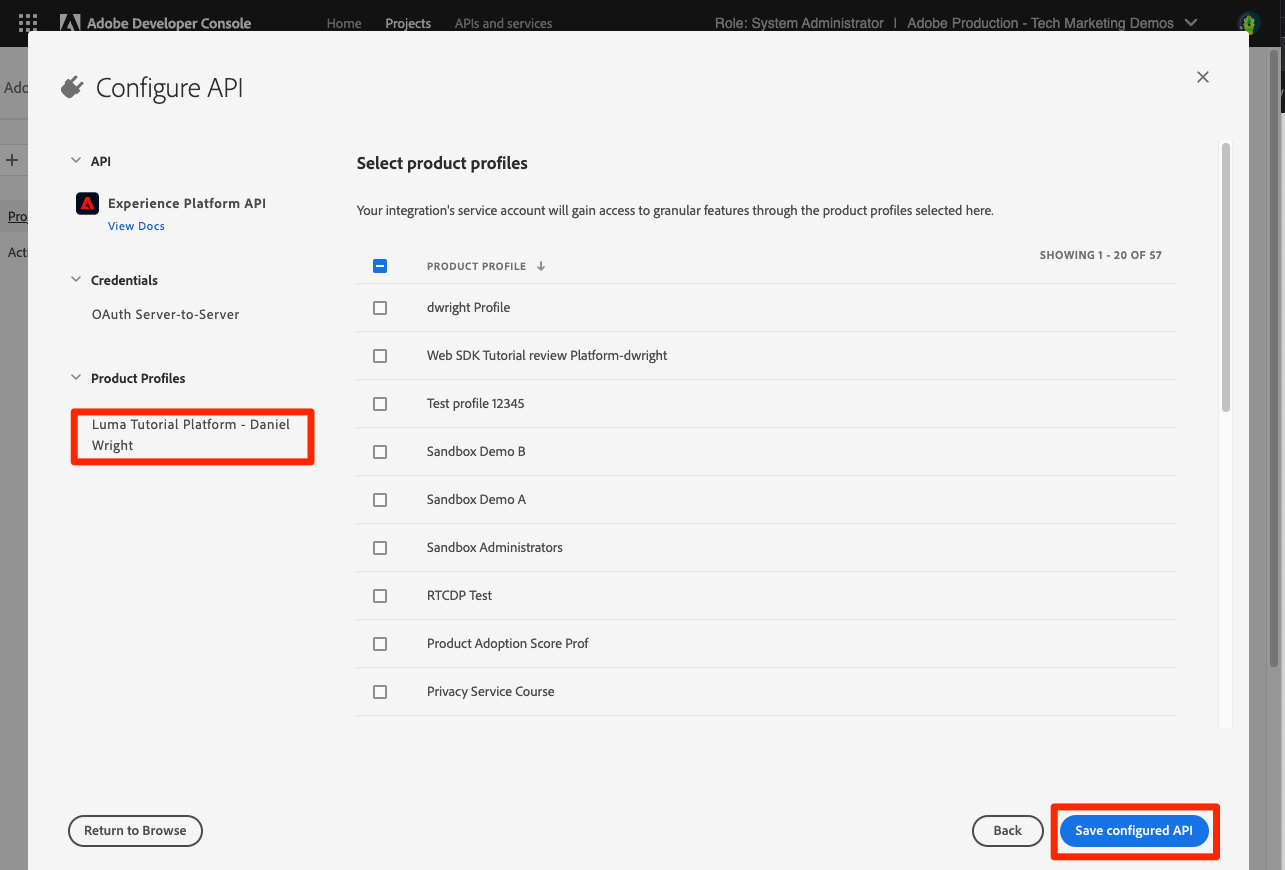 Adobe Developer Console
Home
Projects
APIs and services
Role: System Administrator | Adobe Production - Tech Marketing Demos
Configure API
API
Experience Platform API
View Docs
Credentials
OAuth Server-to-Server
Product Profiles
Luma Tutorial Platform - Daniel
Wright
Select product profiles
Your integration's service account will gain access to granular features through the product profiles selected here.
SHOWING 1 - 20 OF 57
PRODUCT PROFILE
dwright Profile
Web SDK Tutorial review Platform-dwright
Test profile 12345
Sandbox Demo B
Sandbox Demo A
Sandbox Administrators
RTCDP Test
Product Adoption Score Prof
Privacy Service Course
Return to Browse
Back
Save configured API